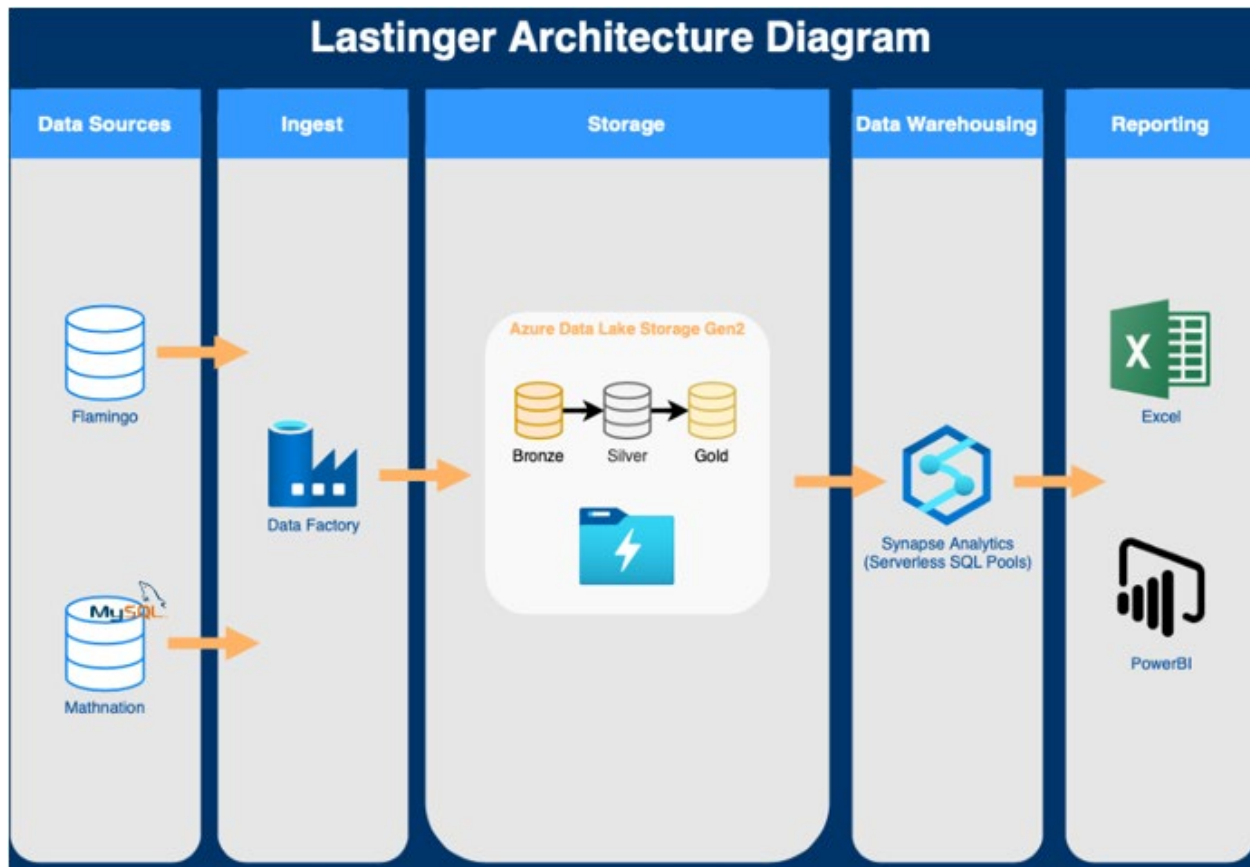 Lastinger Architecture Diagram
Data Sources
Ingest
Storage
Data Warehousing
Reporting
Flamingo
MySQL
Mathnation
Data Factory
Azure Data Lake Storage Gen2
Bronze
Silver
Gold
Synapse Analytics
(Serverless SQL Pools)
X
Excel
PowerBI